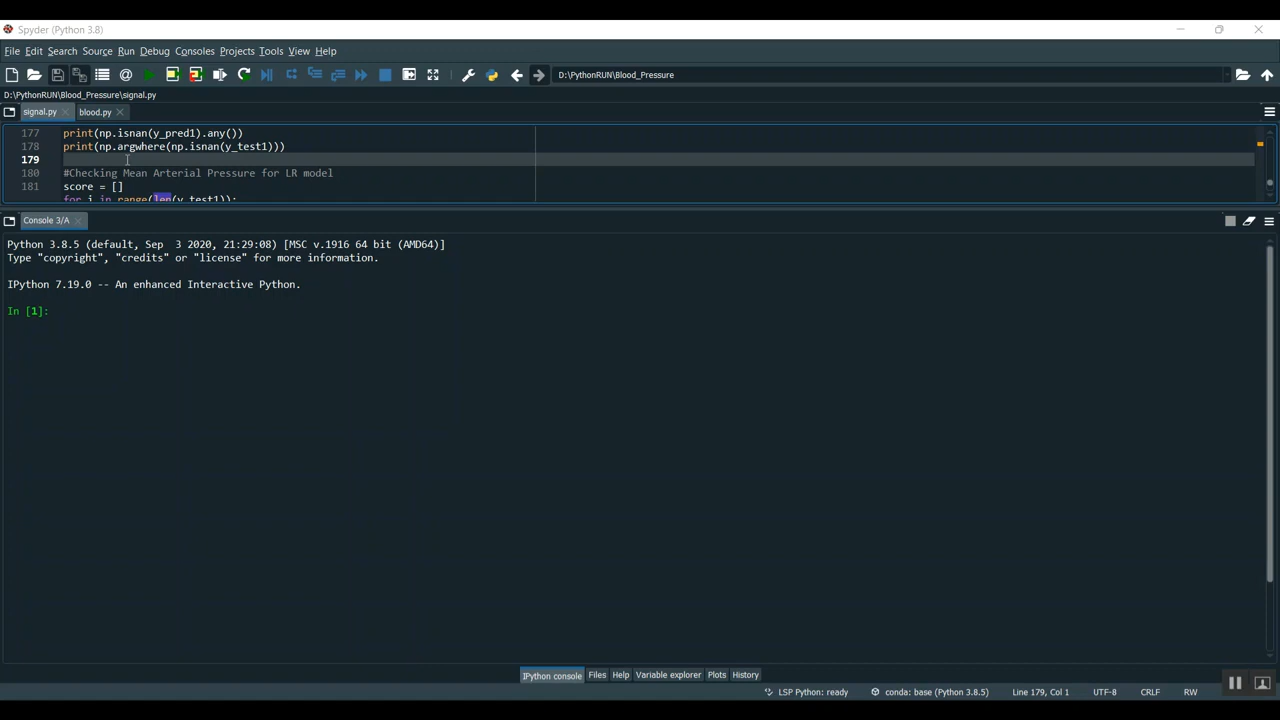 Spyder (Python 3.8)
File Edit Search Source Run Debug Consoles Projects Tools View Help
D:\PythonRUN\Blood_Pressure
D:\PythonRUN\Blood_Pressure\signal.py
signal.py blood.py
177 print(np.isnan(y_pred1).any())
178 print(np.argwhere(np.isnan(y_test1)))
179
180 #Checking Mean Arterial Pressure for LR model
181 score = []
for i in range(len(y_test1)):
Console 3/A
Python 3.8.5 (default, Sep  3 2020, 21:29:08) [MSC v.1916 64 bit (AMD64)]
Type "copyright", "credits" or "license" for more information.
IPython 7.19.0 -- An enhanced Interactive Python.
In [1]:
IPython console Files Help Variable explorer Plots History
LSP Python: ready conda: base (Python 3.8.5) Line 179, Col 1 UTF-8 CRLF RW